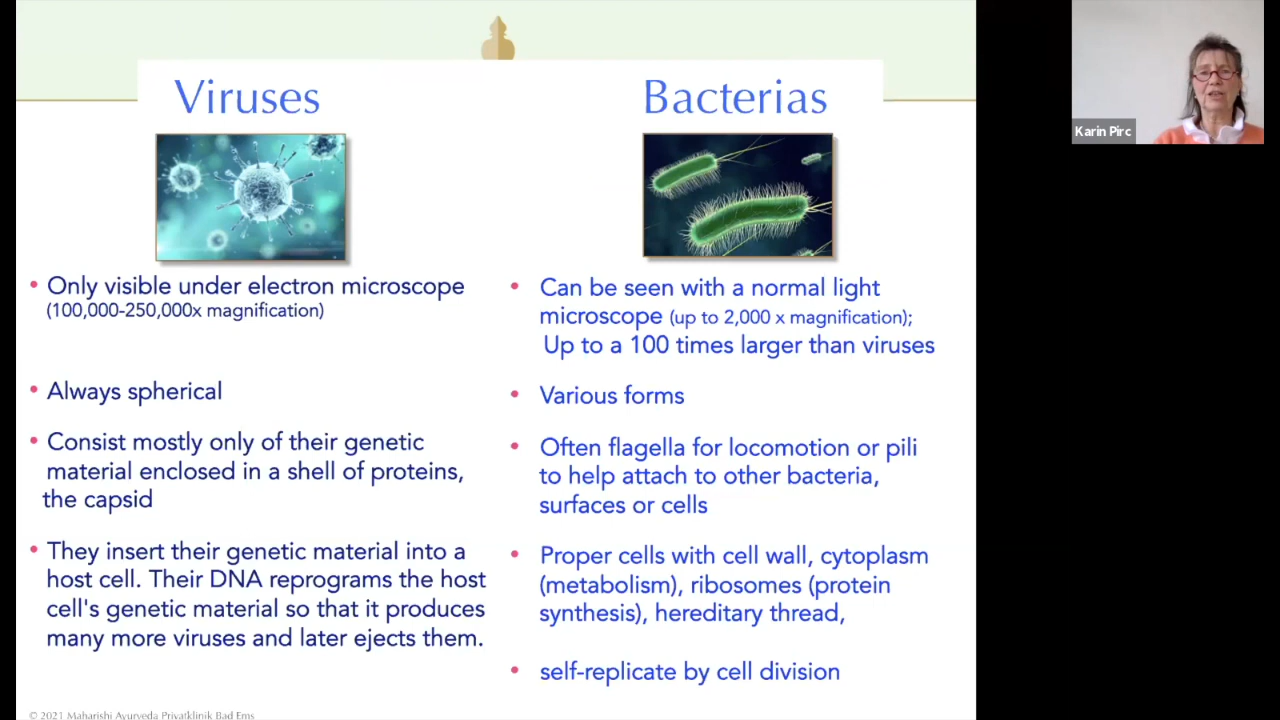 Viruses
• Only visible under electron microscope
(100,000-250,000x magnification)
• Always spherical
• Consist mostly only of their genetic
material enclosed in a shell of proteins,
the capsid
• They insert their genetic material into a
host cell. Their DNA reprograms the host
cell's genetic material so that it produces
many more viruses and later ejects them.
Bacterias
• Can be seen with a normal light
microscope (up to 2,000 x magnification);
Up to a 100 times larger than viruses
• Various forms
• Often flagella for locomotion or pili
to help attach to other bacteria,
surfaces or cells
• Proper cells with cell wall, cytoplasm
(metabolism), ribosomes (protein
synthesis), hereditary thread,
• self-replicate by cell division
© 2021 Maharishi Ayurveda Privatklinik Bad Ems
Karin Pirc